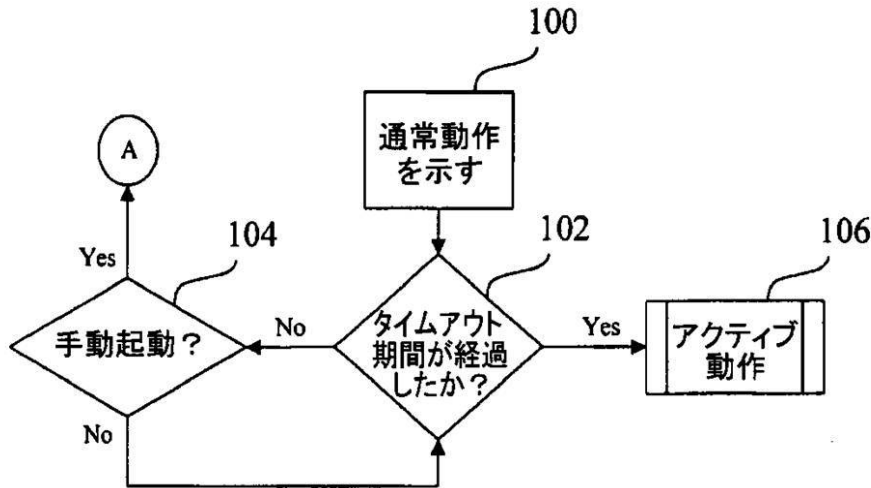 100
通常動作
を示す
A
104
102
106
Yes
手動起動？
No
タイムアウト
期間が経過
したか？
Yes
アクティブ
動作
No